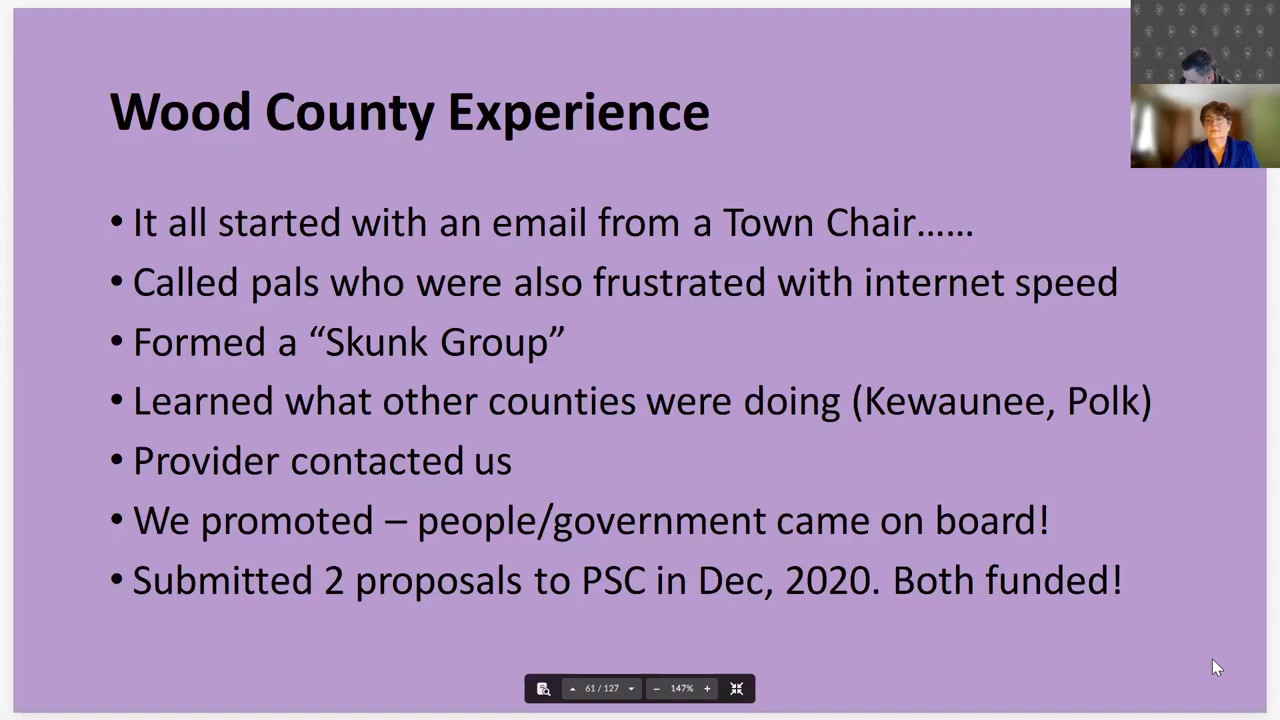 Wood County Experience
• It all started with an email from a Town Chair......
• Called pals who were also frustrated with internet speed
• Formed a “Skunk Group”
• Learned what other counties were doing (Kewaunee, Polk)
• Provider contacted us
• We promoted – people/government came on board!
• Submitted 2 proposals to PSC in Dec, 2020. Both funded!
61 / 127
147%